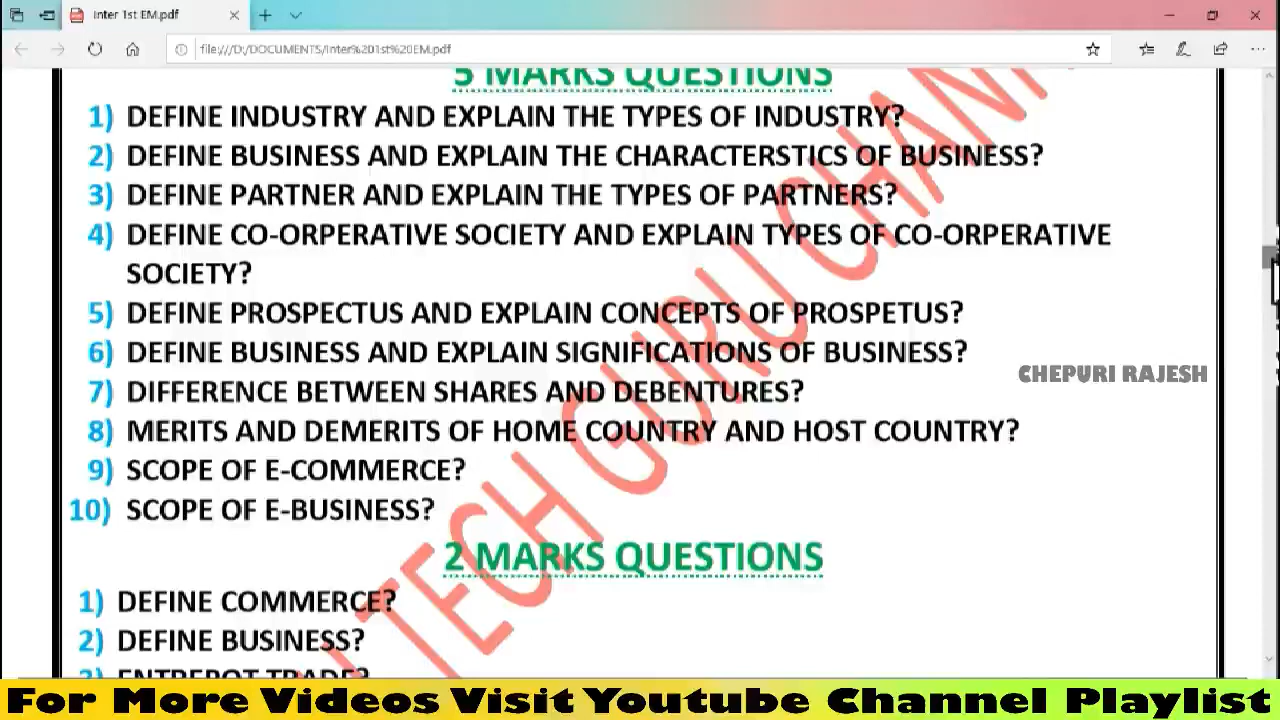 Inter 1st EM.pdf
file:///D:/DOCUMENTS/Inter%201st%20EM.pdf
5 MARKS QUESTIONS
1) DEFINE INDUSTRY AND EXPLAIN THE TYPES OF INDUSTRY?
2) DEFINE BUSINESS AND EXPLAIN THE CHARACTERSTICS OF BUSINESS?
3) DEFINE PARTNER AND EXPLAIN THE TYPES OF PARTNERS?
4) DEFINE CO-ORPERATIVE SOCIETY AND EXPLAIN TYPES OF CO-ORPERATIVE
SOCIETY?
5) DEFINE PROSPECTUS AND EXPLAIN CONCEPTS OF PROSPETUS?
6) DEFINE BUSINESS AND EXPLAIN SIGNIFICATIONS OF BUSINESS?
CHEPURI RAJESH
7) DIFFERENCE BETWEEN SHARES AND DEBENTURES?
8) MERITS AND DEMERITS OF HOME COUNTRY AND HOST COUNTRY?
9) SCOPE OF E-COMMERCE?
10) SCOPE OF E-BUSINESS?
TECH GURU CHAN
2 MARKS QUESTIONS
1) DEFINE COMMERCE?
2) DEFINE BUSINESS?
3) ENTREPOT TRADE?
For More Videos Visit Youtube Channel Playlist